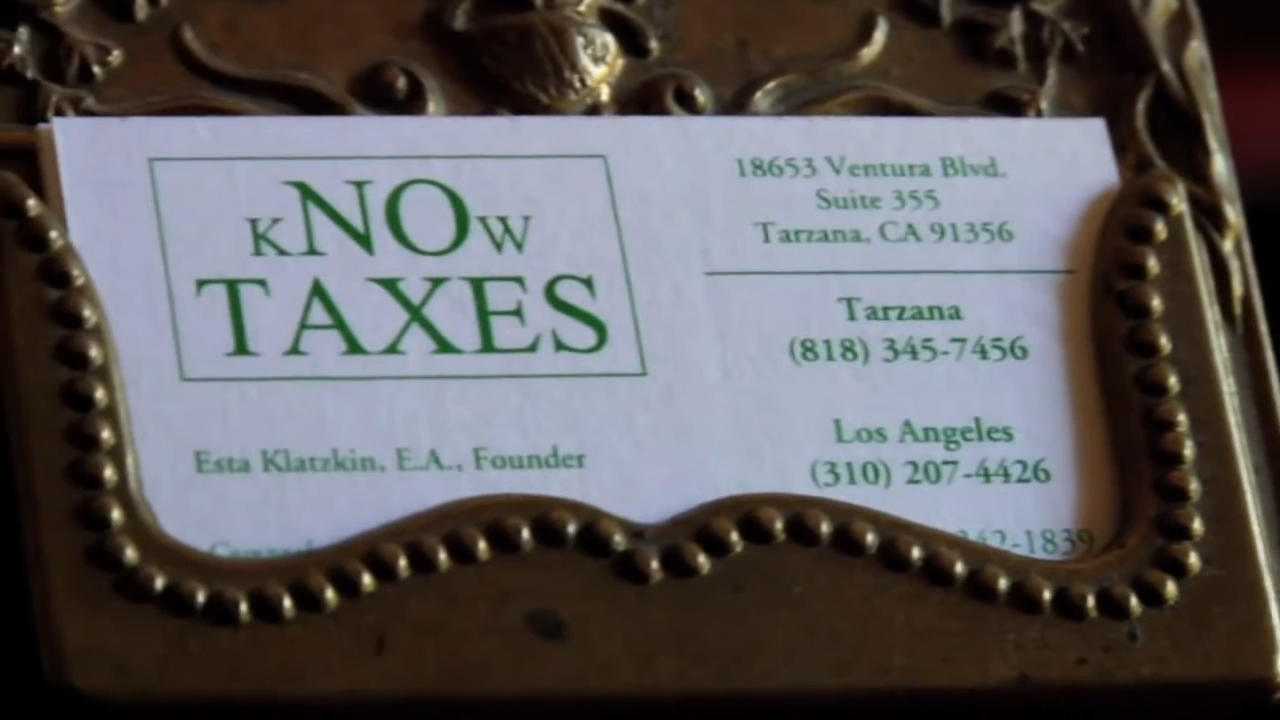 kNOw
TAXES
Esta Klatzkin, E.A., Founder
18653 Ventura Blvd.
Suite 355
Tarzana, CA 91356
Tarzana
(818) 345-7456
Los Angeles
(310) 207-4426